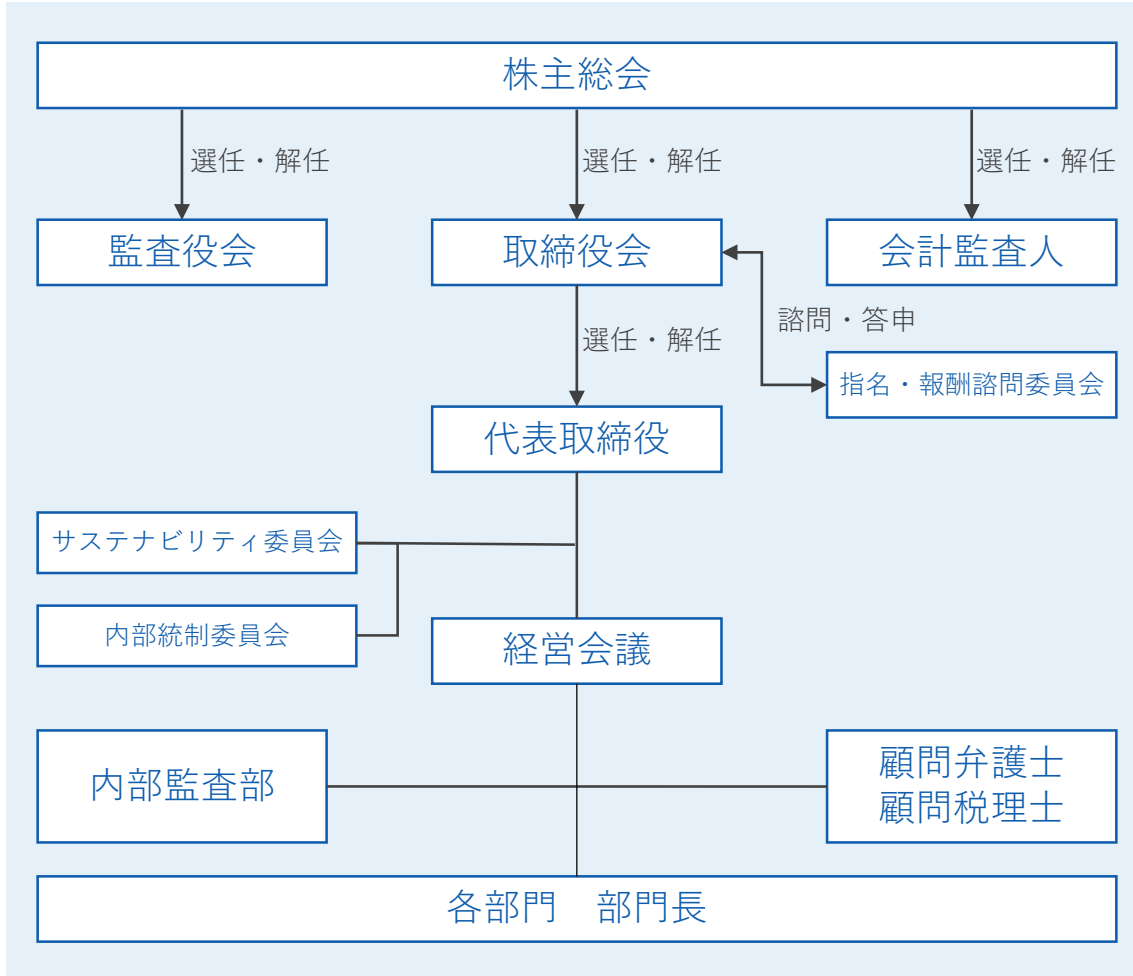 株主総会
選任・解任
選任・解任
選任・解任
監査役会
取締役会
会計監査人
諮問・答申
選任・解任
指名・報酬諮問委員会
代表取締役
サステナビリティ委員会
内部統制委員会
経営会議
内部監査部
顧問弁護士
顧問税理士
各部門　部門長